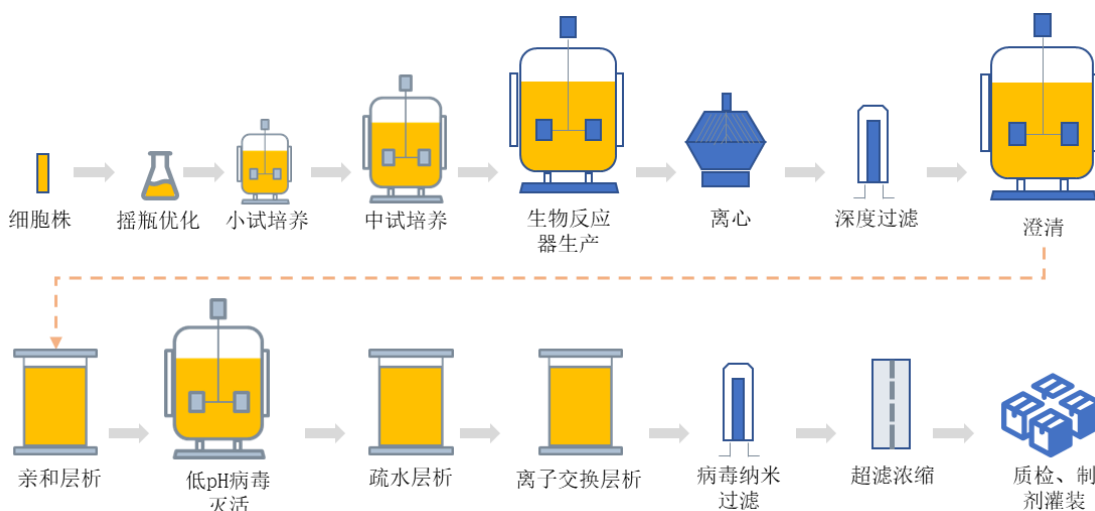 细胞株
摇瓶优化
小试培养
中试培养
生物反应
器生产
离心
深度过滤
澄清
亲和层析
低pH病毒
灭活
疏水层析
离子交换层析
病毒纳米
过滤
超滤浓缩
质检、制
剂灌装